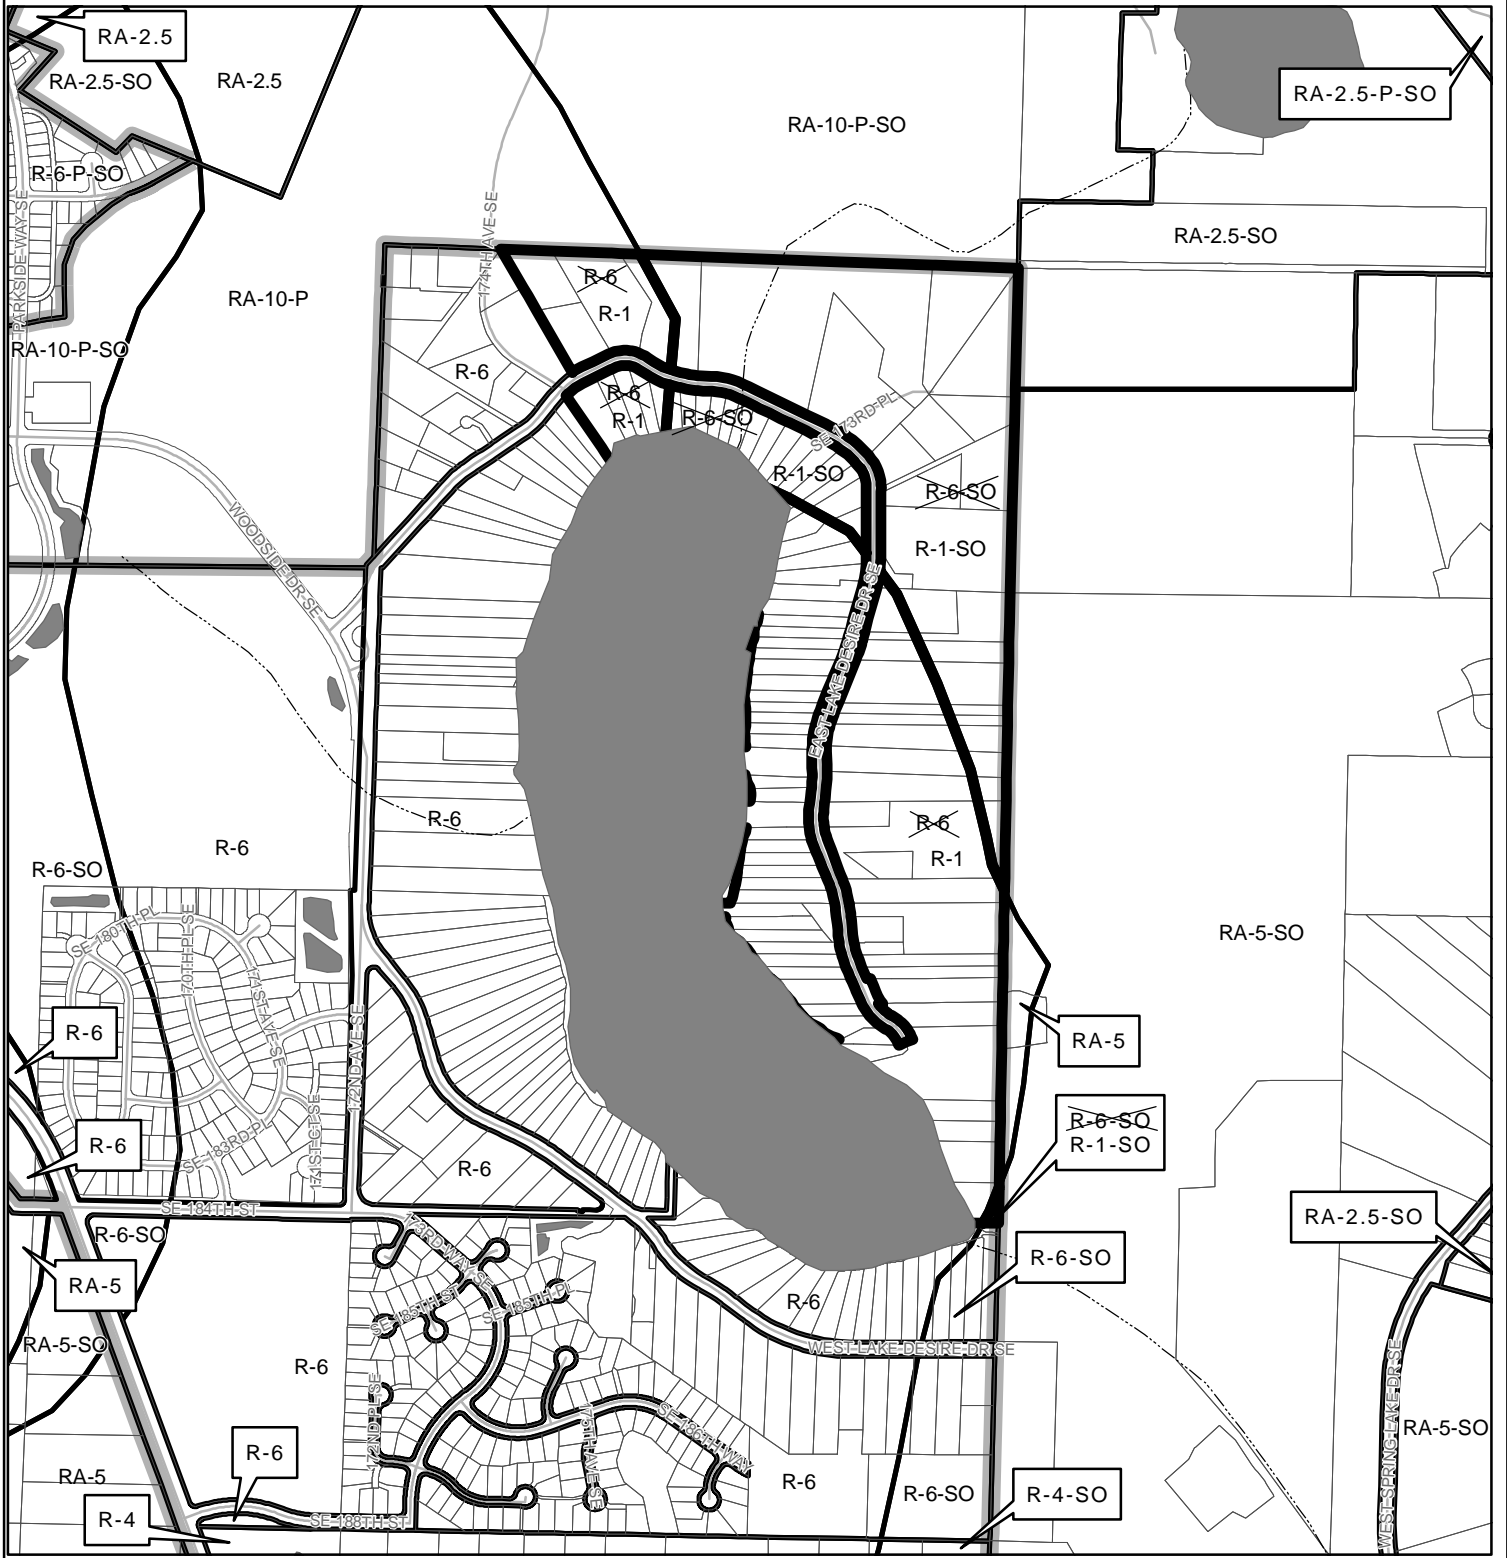 RA-2.5
RA-2.5-SO
RA-2.5
RA-2.5-P-SO
RA-10-P-SO
R-6-P-SO
PARKSIDE WAY SE
174TH AVE SE
RA-2.5-SO
R-6
R-1
RA-10-P
RA-10-P-SO
R-6
R-6
R-1
R-6-SO
SE 173RD PL
R-1-SO
R-6-SO
R-1-SO
WOODSIDE DR SE
EAST LAKE DESIRE DR SE
R-6
R-6
R-1
R-6
R-6-SO
RA-5-SO
SE 180TH PL
170TH PL SE
171ST AVE SE
R-6
172ND AVE SE
RA-5
R-6-SO
R-1-SO
R-6
SE 183RD PL
171ST CT SE
R-6
SE 184TH ST
RA-2.5-SO
R-6-SO
173RD WAY SE
R-6-SO
RA-5
SE 185TH ST
SE 185TH PL
R-6
RA-5-SO
WEST LAKE DESIRE DR SE
R-6
172ND PL SE
175TH AVE SE
SE 186TH WAY
WEST SPRING LAKE DR SE
RA-5-SO
R-6
RA-5
R-6
R-6-SO
R-4-SO
R-4
SE 188TH ST